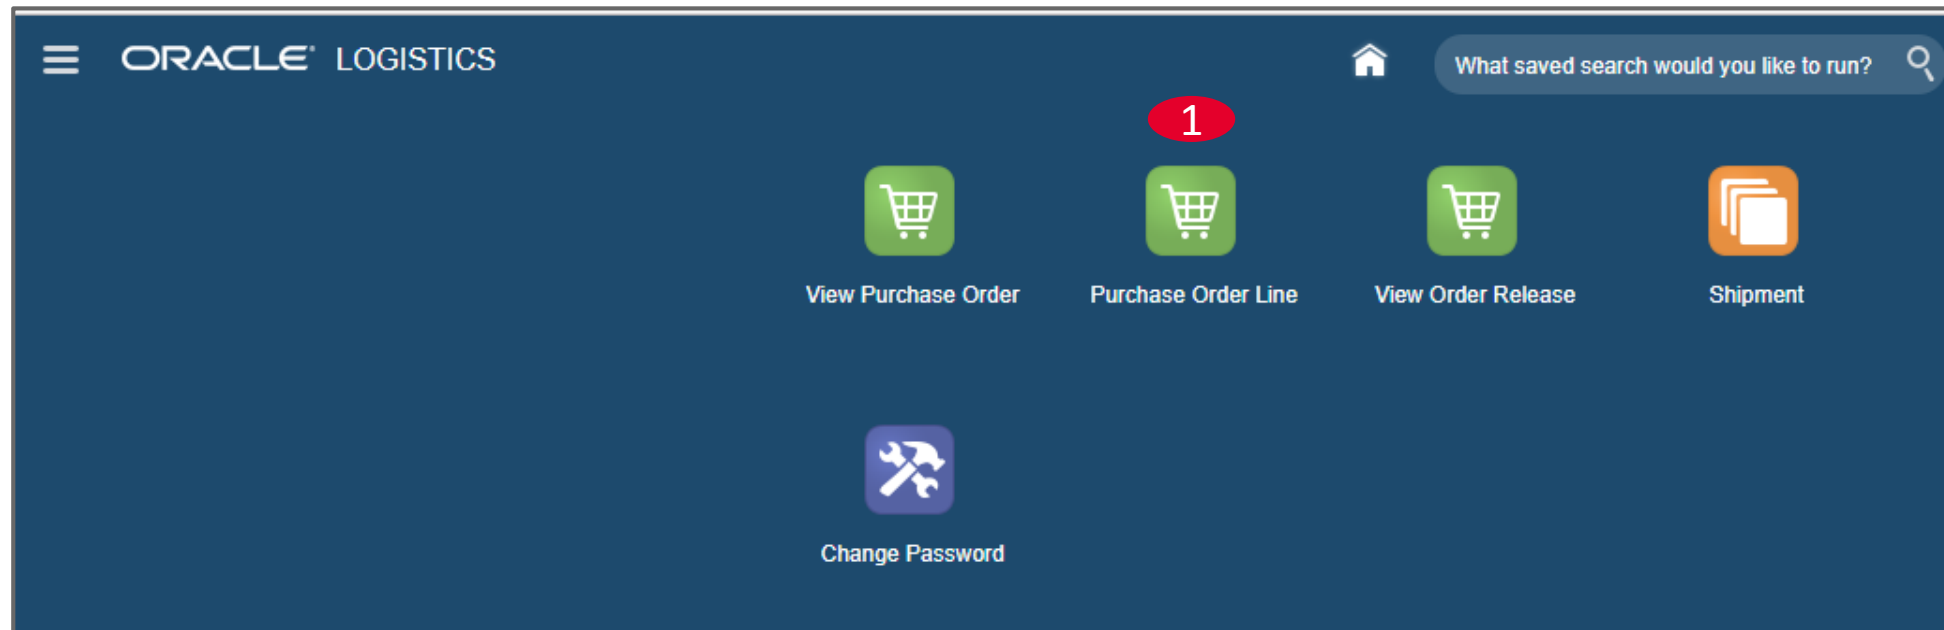 ORACLE LOGISTICS
What saved search would you like to run?
1
View Purchase Order
Purchase Order Line
View Order Release
Shipment
Change Password